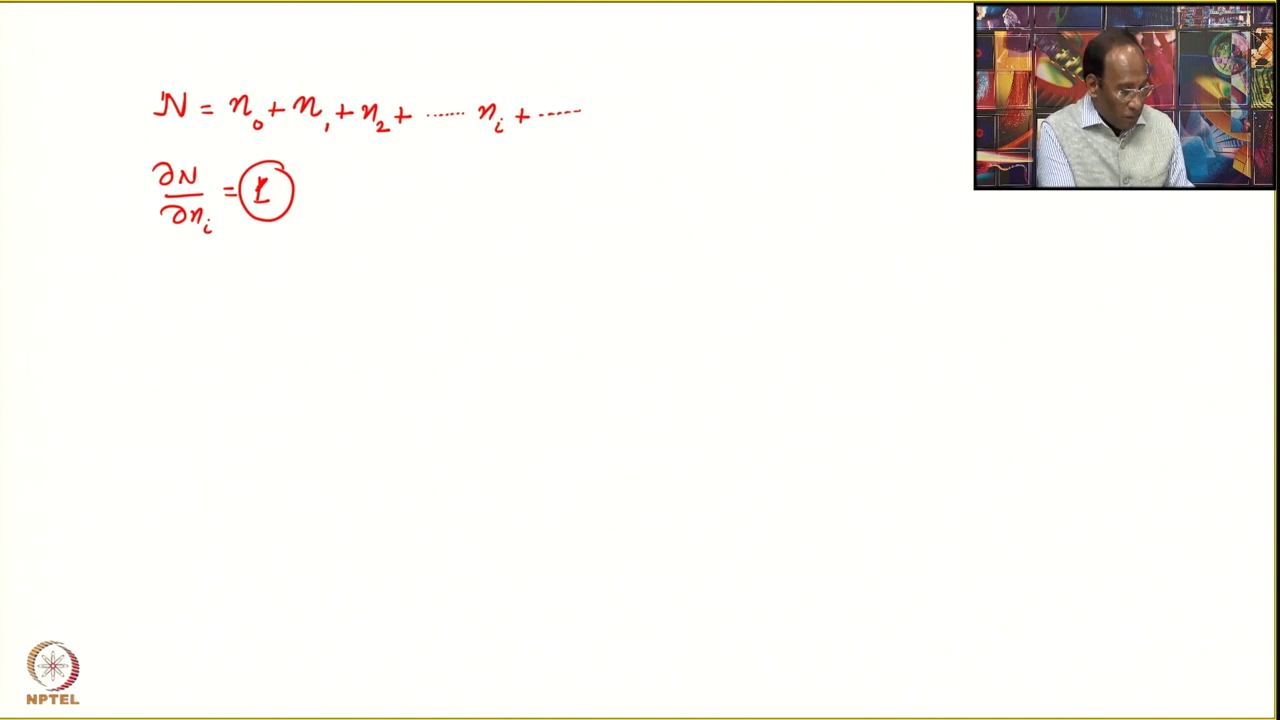 N = n₀ + n₁ + n₂ + ...... nᵢ + ......
∂N/∂nᵢ = 1
NPTEL